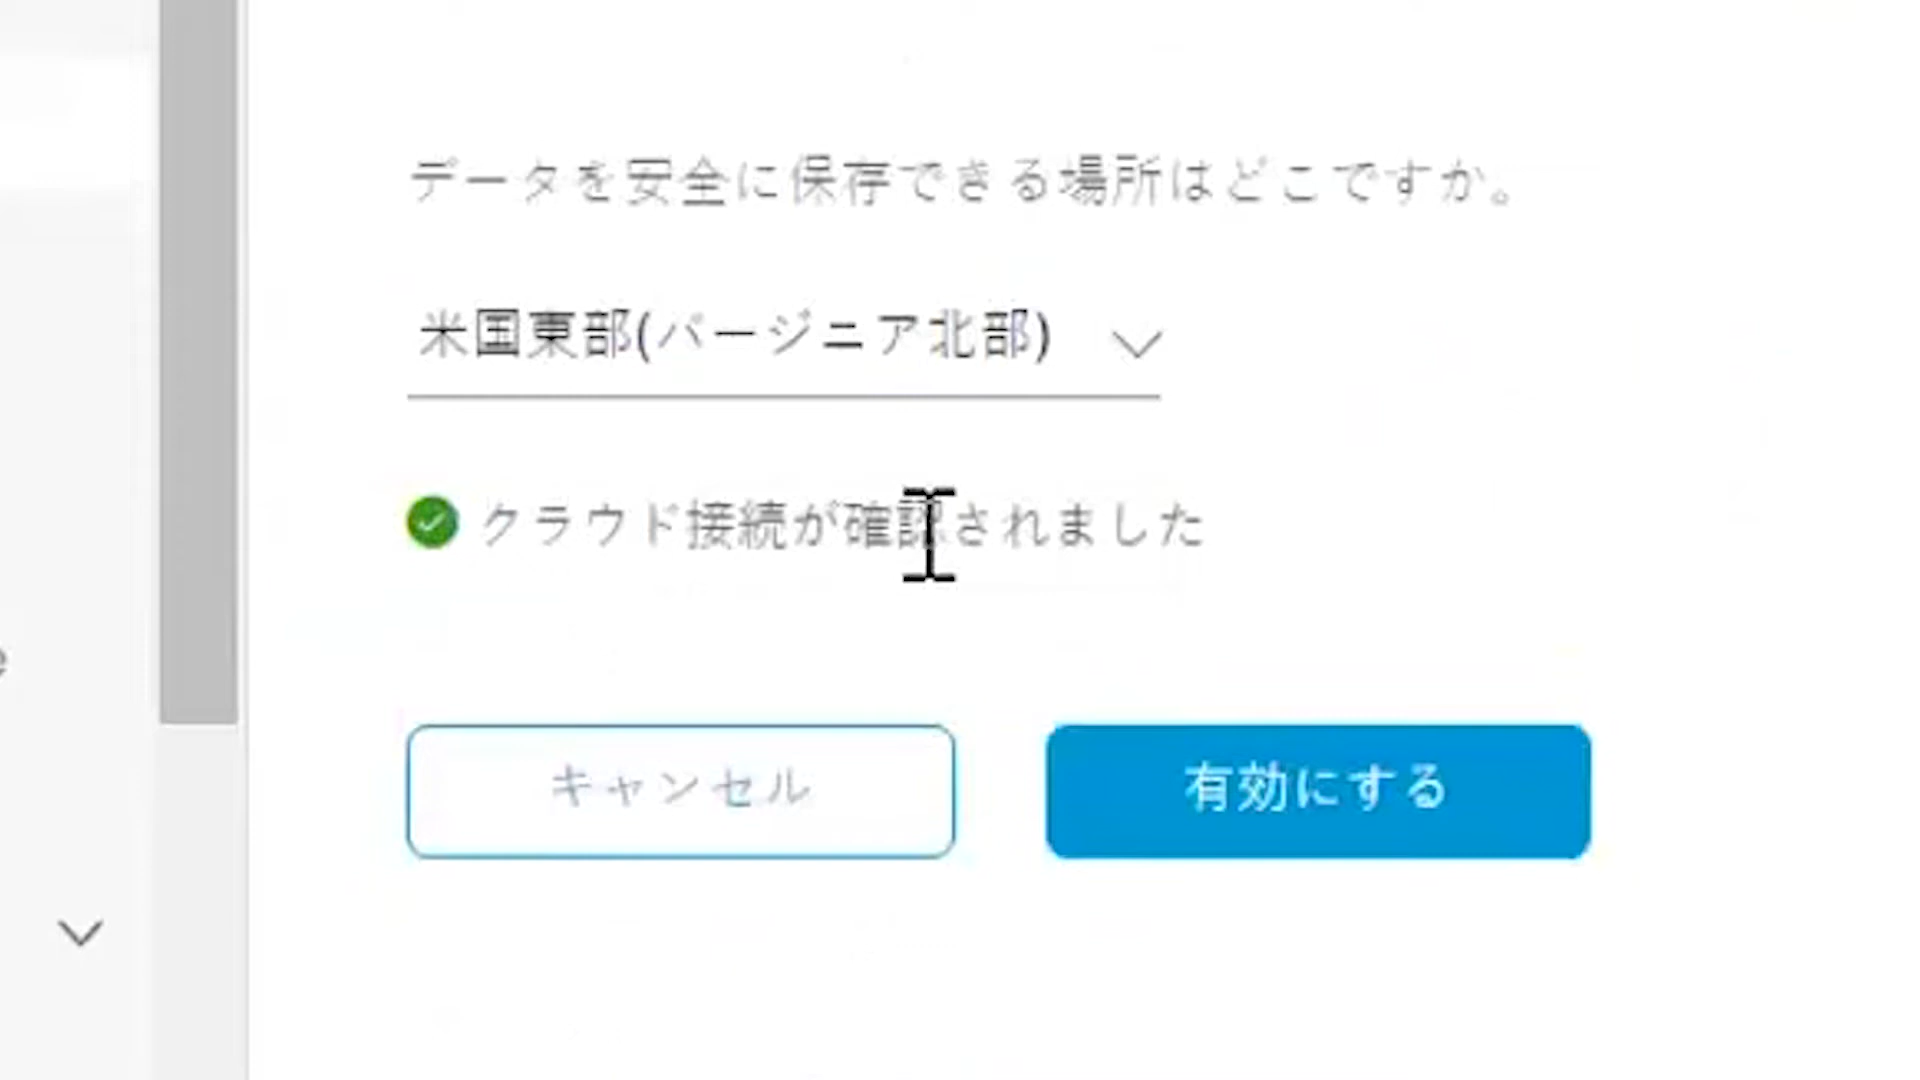 データを安全に保存できる場所はどこですか。
米国東部(バージニア北部)
クラウド接続が確認されました
キャンセル
有効にする